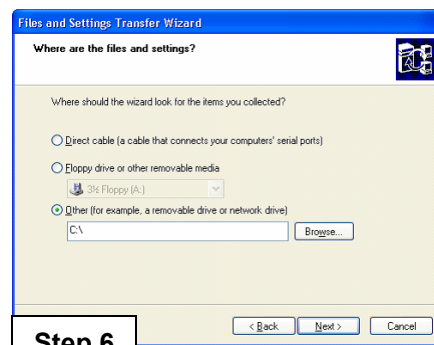 Files and Settings Transfer Wizard
Where are the files and settings?
Where should the wizard look for the items you collected?
Direct cable (a cable that connects your computers' serial ports)
Floppy drive or other removable media
3½ Floppy (A:)
Other (for example, a removable drive or network drive)
C:\
Browse...
< Back
Next >
Cancel
Step 6